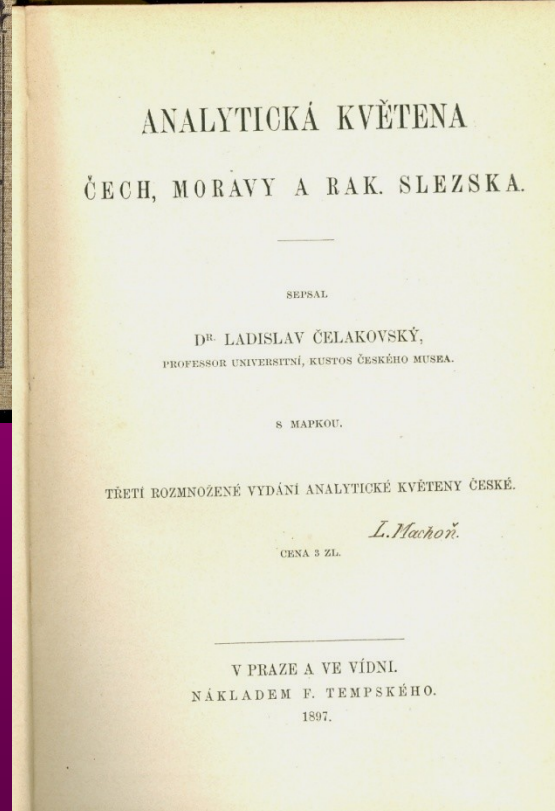 ANALYTICKÁ KVĚTENA
ČECH, MORAVY A RAK. SLEZSKA.
SEPSAL
DR. LADISLAV ČELAKOVSKÝ,
PROFESSOR UNIVERSITNÍ, KUSTOS ČESKÉHO MUSEA.
S MAPKOU.
TŘETÍ ROZMNOŽENÉ VYDÁNÍ ANALYTICKÉ KVĚTENY ČESKÉ.
L. Machoň.
CENA 3 ZL.
V PRAZE A VE VÍDNI.
NÁKLADEM F. TEMPSKÉHO.
1897.